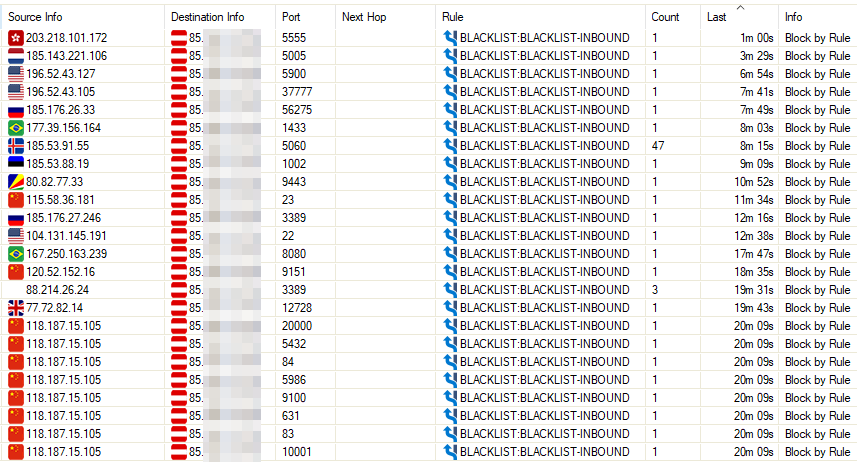 Source Info Destination Info Port Next Hop Rule Count Last Info
203.218.101.172 85. 5555 BLACKLIST:BLACKLIST-INBOUND 1 1m 00s Block by Rule
185.143.221.106 85. 5005 BLACKLIST:BLACKLIST-INBOUND 1 3m 29s Block by Rule
196.52.43.127 85. 5900 BLACKLIST:BLACKLIST-INBOUND 1 6m 54s Block by Rule
196.52.43.105 85. 37777 BLACKLIST:BLACKLIST-INBOUND 1 7m 41s Block by Rule
185.176.26.33 85. 56275 BLACKLIST:BLACKLIST-INBOUND 1 7m 49s Block by Rule
177.39.156.164 85. 1433 BLACKLIST:BLACKLIST-INBOUND 1 8m 03s Block by Rule
185.53.91.55 85. 5060 BLACKLIST:BLACKLIST-INBOUND 47 8m 15s Block by Rule
185.53.88.19 85. 1002 BLACKLIST:BLACKLIST-INBOUND 1 9m 09s Block by Rule
80.82.77.33 85. 9443 BLACKLIST:BLACKLIST-INBOUND 1 10m 52s Block by Rule
115.58.36.181 85. 23 BLACKLIST:BLACKLIST-INBOUND 1 11m 34s Block by Rule
185.176.27.246 85. 3389 BLACKLIST:BLACKLIST-INBOUND 1 12m 16s Block by Rule
104.131.145.191 85. 22 BLACKLIST:BLACKLIST-INBOUND 1 12m 38s Block by Rule
167.250.163.239 85. 8080 BLACKLIST:BLACKLIST-INBOUND 1 17m 47s Block by Rule
120.52.152.16 85. 9151 BLACKLIST:BLACKLIST-INBOUND 1 18m 35s Block by Rule
88.214.26.24 85. 3389 BLACKLIST:BLACKLIST-INBOUND 3 19m 31s Block by Rule
77.72.82.14 85. 12728 BLACKLIST:BLACKLIST-INBOUND 1 19m 43s Block by Rule
118.187.15.105 85. 20000 BLACKLIST:BLACKLIST-INBOUND 1 20m 09s Block by Rule
118.187.15.105 85. 5432 BLACKLIST:BLACKLIST-INBOUND 1 20m 09s Block by Rule
118.187.15.105 85. 84 BLACKLIST:BLACKLIST-INBOUND 1 20m 09s Block by Rule
118.187.15.105 85. 5986 BLACKLIST:BLACKLIST-INBOUND 1 20m 09s Block by Rule
118.187.15.105 85. 9100 BLACKLIST:BLACKLIST-INBOUND 1 20m 09s Block by Rule
118.187.15.105 85. 631 BLACKLIST:BLACKLIST-INBOUND 1 20m 09s Block by Rule
118.187.15.105 85. 83 BLACKLIST:BLACKLIST-INBOUND 1 20m 09s Block by Rule
118.187.15.105 85. 10001 BLACKLIST:BLACKLIST-INBOUND 1 20m 09s Block by Rule